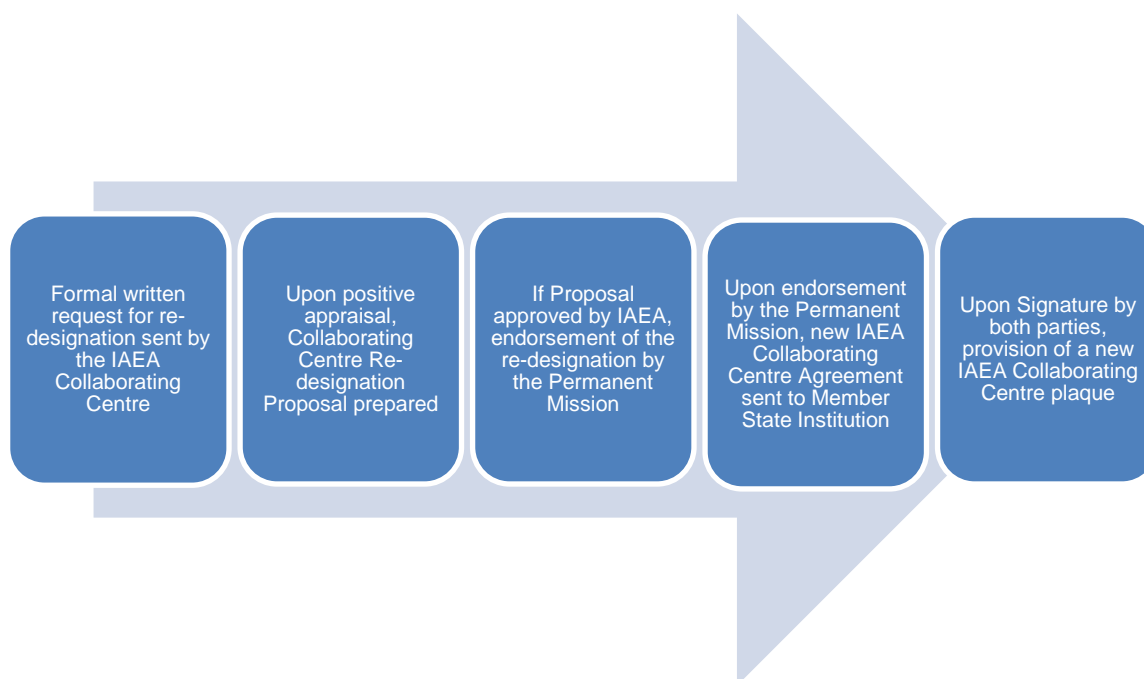 Formal written
request for re-
designation sent by
the IAEA
Collaborating
Centre
Upon positive
appraisal,
Collaborating
Centre Re-
designation
Proposal prepared
If Proposal
approved by IAEA,
endorsement of the
re-designation by
the Permanent
Mission
Upon endorsement
by the Permanent
Mission, new IAEA
Collaborating
Centre Agreement
sent to Member
State Institution
Upon Signature by
both parties,
provision of a new
IAEA Collaborating
Centre plaque